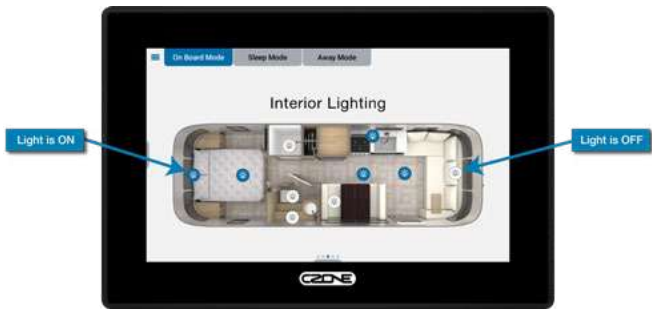 On Board Mode Sleep Mode Away Mode
Interior Lighting
Light is ON
Light is OFF
CZONE